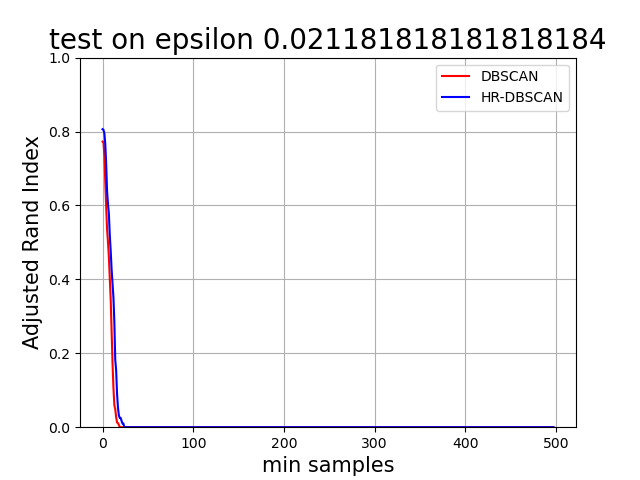 test on epsilon 0.021181818181818184
DBSCAN
HR-DBSCAN
Adjusted Rand Index
1.0
0.8
0.6
0.4
0.2
0.0
0 100 200 300 400 500
min samples